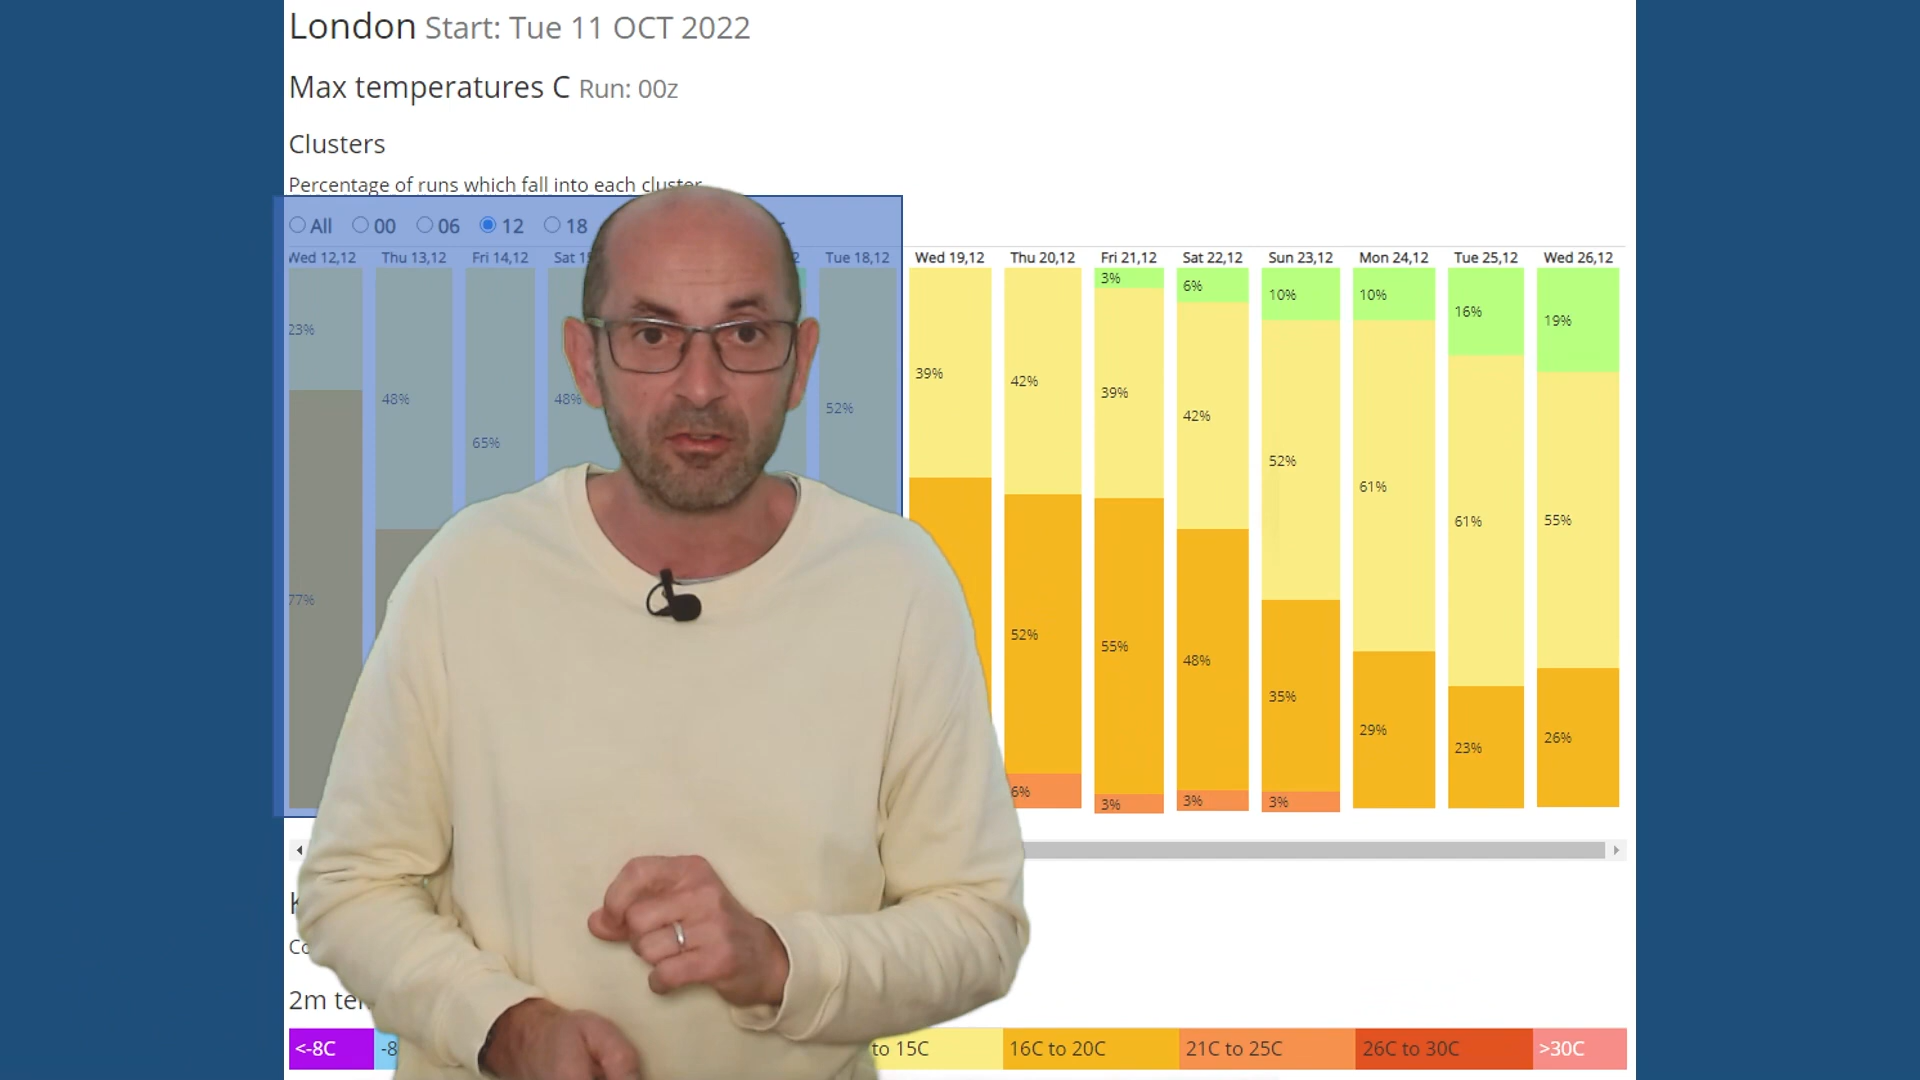 London Start: Tue 11 OCT 2022
Max temperatures C Run: 00z
Clusters
Percentage of runs which fall into each cluster
All 00 06 12 18
Wed 12,12 Thu 13,12 Fri 14,12 Sat Tue 18,12 Wed 19,12 Thu 20,12 Fri 21,12 Sat 22,12 Sun 23,12 Mon 24,12 Tue 25,12 Wed 26,12
3% 6% 10% 10% 16% 19%
23%
39% 42% 39% 42%
48% 48% 52%
65% 52% 61% 61% 55%
77% 52% 55% 48% 35% 29% 23% 26%
6% 3% 3% 3%
2m
<-8C -8 to 15C 16C to 20C 21C to 25C 26C to 30C >30C